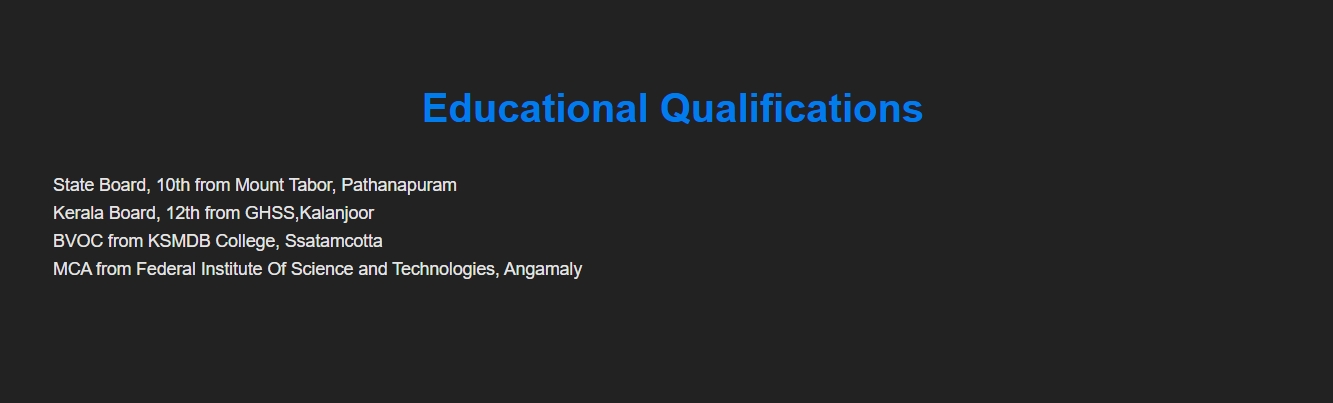 Educational Qualifications
State Board, 10th from Mount Tabor, Pathanapuram
Kerala Board, 12th from GHSS,Kalanjoor
BVOC from KSMDB College, Ssatamcotta
MCA from Federal Institute Of Science and Technologies, Angamaly